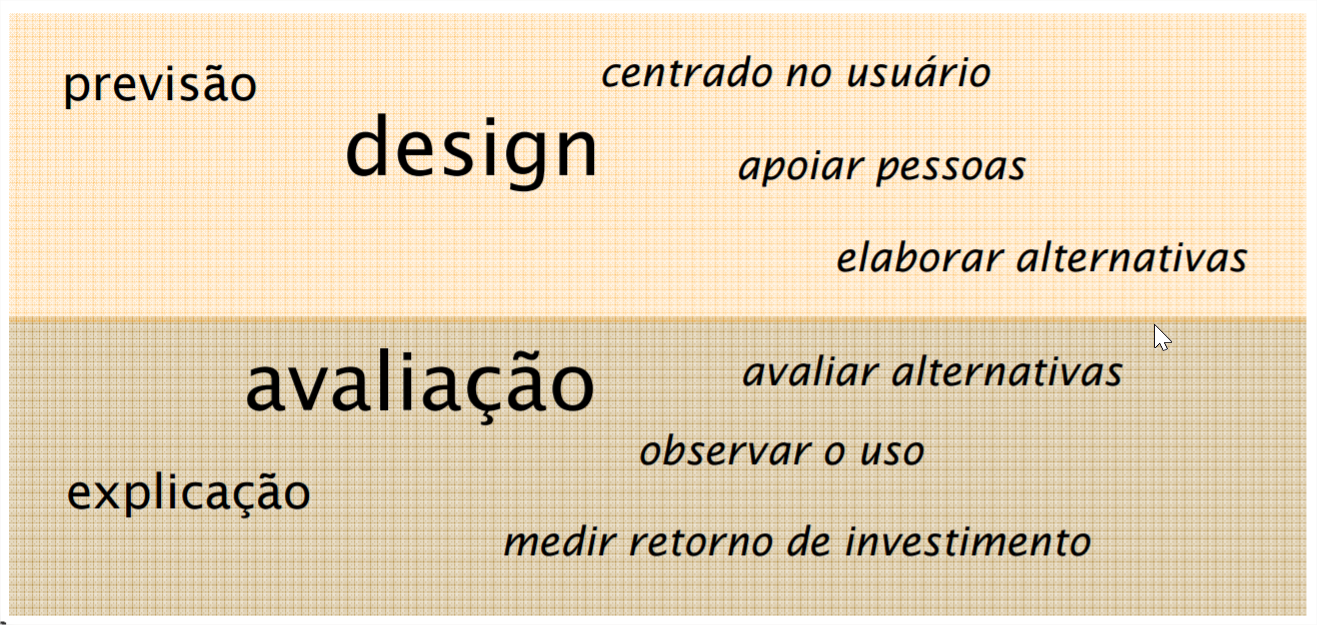 previsão
centrado no usuário
design
apoiar pessoas
elaborar alternativas
avaliação
avaliar alternativas
observar o uso
explicação
medir retorno de investimento